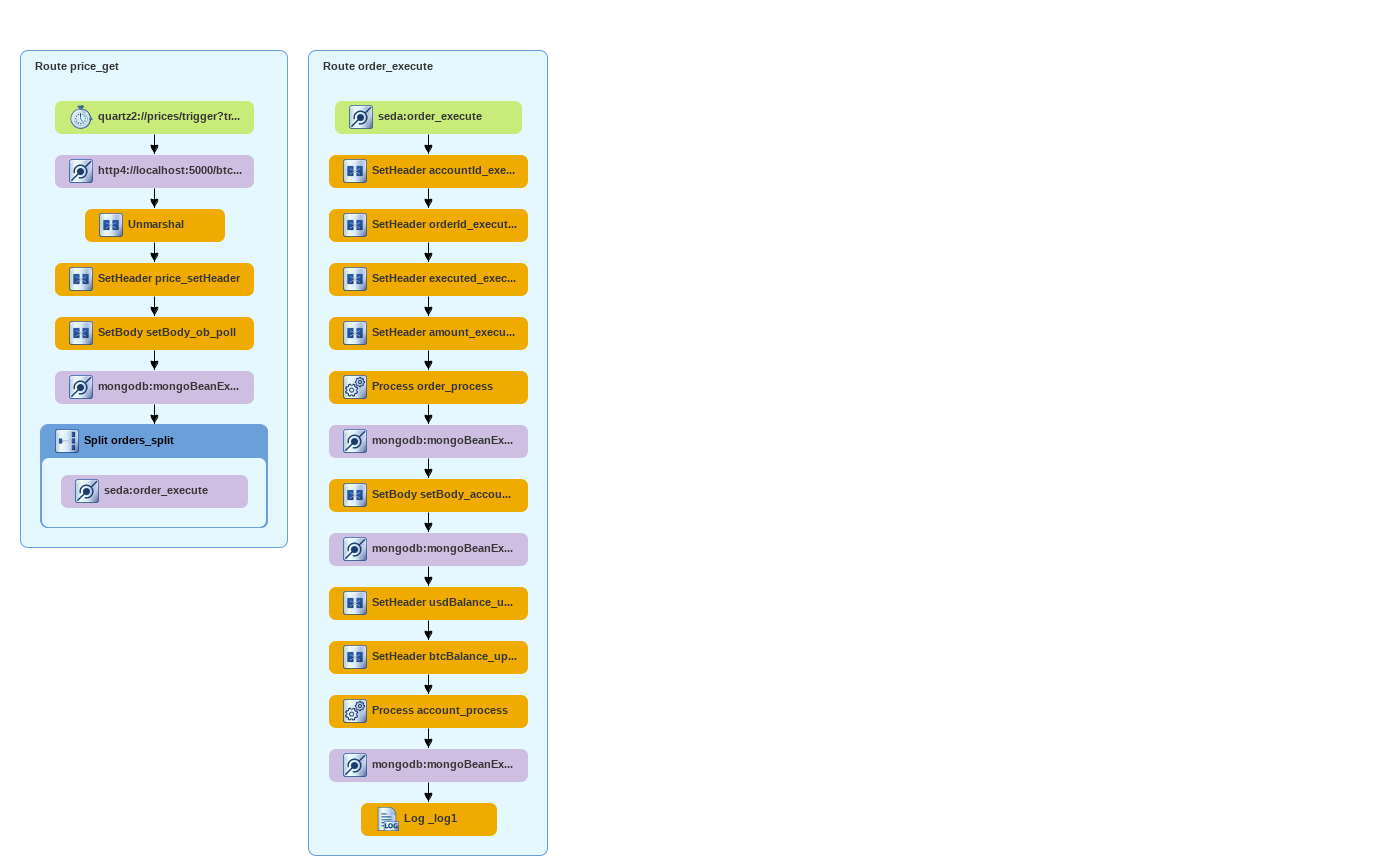 Route price_get
quartz2://prices/trigger?tr...
http4://localhost:5000/btc...
Unmarshal
SetHeader price_setHeader
SetBody setBody_ob_poll
mongodb:mongoBeanEx...
Split orders_split
seda:order_execute
Route order_execute
seda:order_execute
SetHeader accountId_exe...
SetHeader orderId_execut...
SetHeader executed_exec...
SetHeader amount_execu...
Process order_process
mongodb:mongoBeanEx...
SetBody setBody_accou...
mongodb:mongoBeanEx...
SetHeader usdBalance_u...
SetHeader btcBalance_up...
Process account_process
mongodb:mongoBeanEx...
LOG
Log _log1